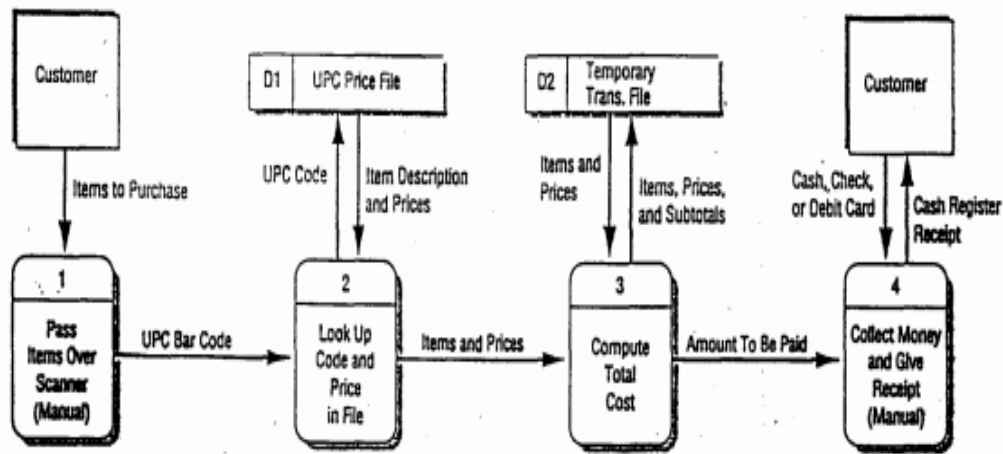 Customer
D1 UPC Price File
D2 Temporary
Trans. File
Customer
Items to Purchase
UPC Code
Item Description
and Prices
Items and
Prices
Items, Prices,
and Subtotals
Cash, Check,
or Debit Card
Cash Register
Receipt
1
Pass
Items Over
Scanner
(Manual)
UPC Bar Code
2
Look Up
Code and
Price
in File
Items and Prices
3
Compute
Total
Cost
Amount To Be Paid
4
Collect Money
and Give
Receipt
(Manual)